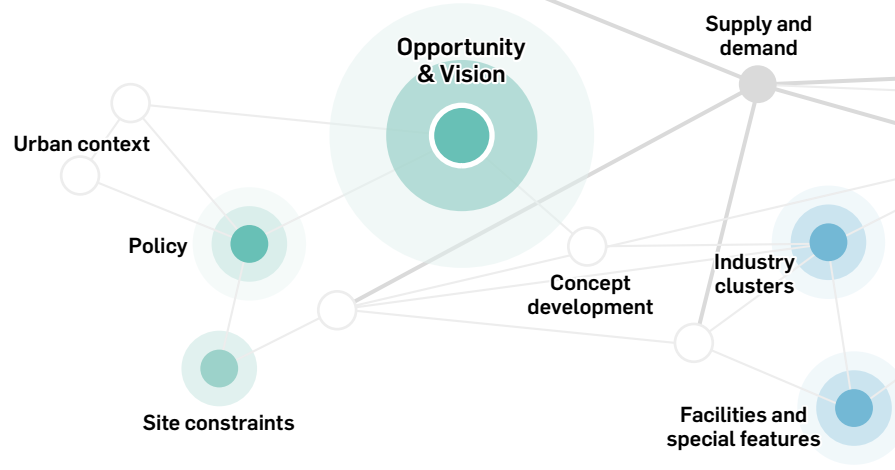 Supply and
demand
Opportunity
& Vision
Urban context
Policy
Industry
clusters
Concept
development
Facilities and
special features
Site constraints